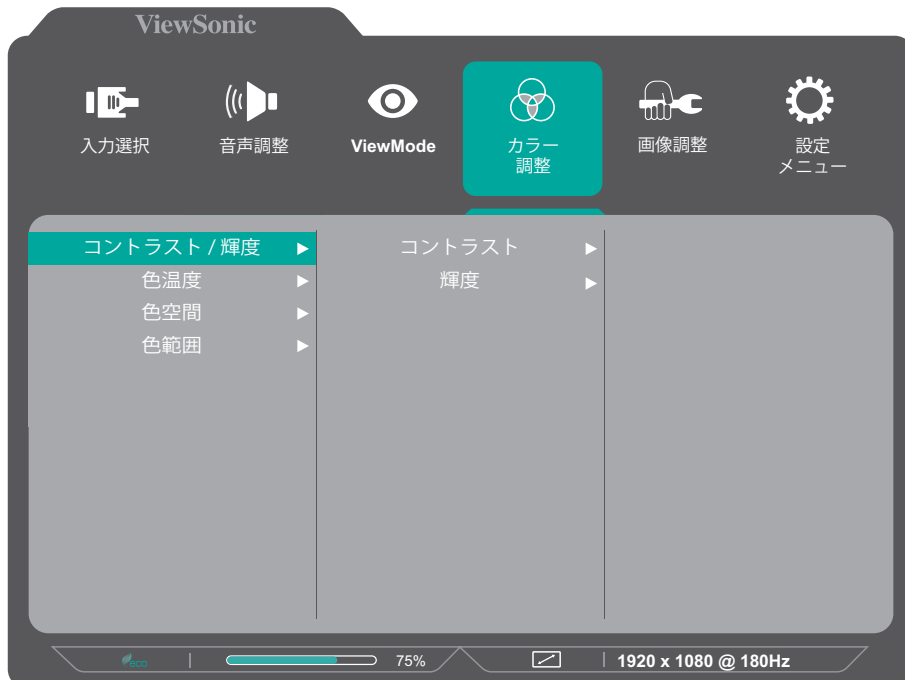 ViewSonic
入力選択
音声調整
ViewMode
カラー
調整
画像調整
設定
メニュー
コントラスト / 輝度
色温度
色空間
色範囲
コントラスト
輝度
eco
75%
1920 x 1080 @ 180Hz